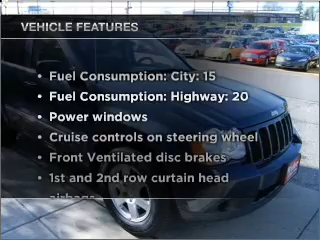 VEHICLE FEATURES
• Fuel Consumption: City: 15
• Fuel Consumption: Highway: 20
• Power windows
• Cruise controls on steering wheel
• Front Ventilated disc brakes
• 1st and 2nd row curtain head
airbags